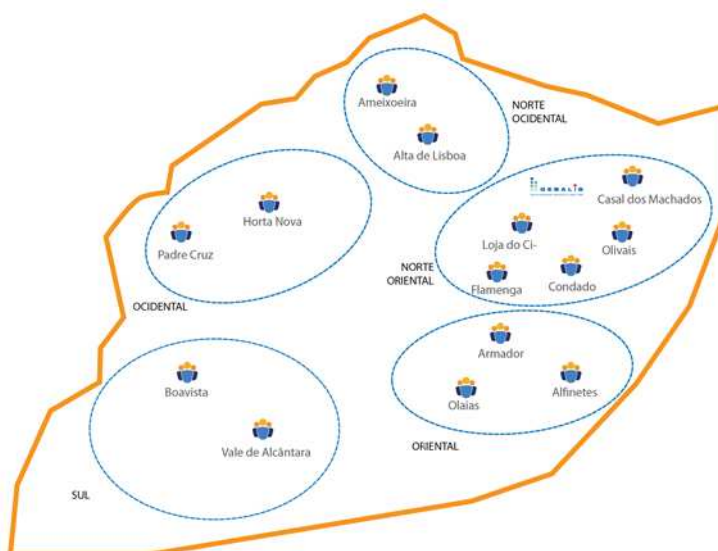 Ameixoeira
NORTE
OCIDENTAL
Alta de Lisboa
GEBALIS
Casal dos Machados
Horta Nova
Loja do Ci-
Olivais
Padre Cruz
NORTE
ORIENTAL
Flamenga
Condado
OCIDENTAL
Armador
Boavista
Olaias
Alfinetes
Vale de Alcântara
ORIENTAL
SUL